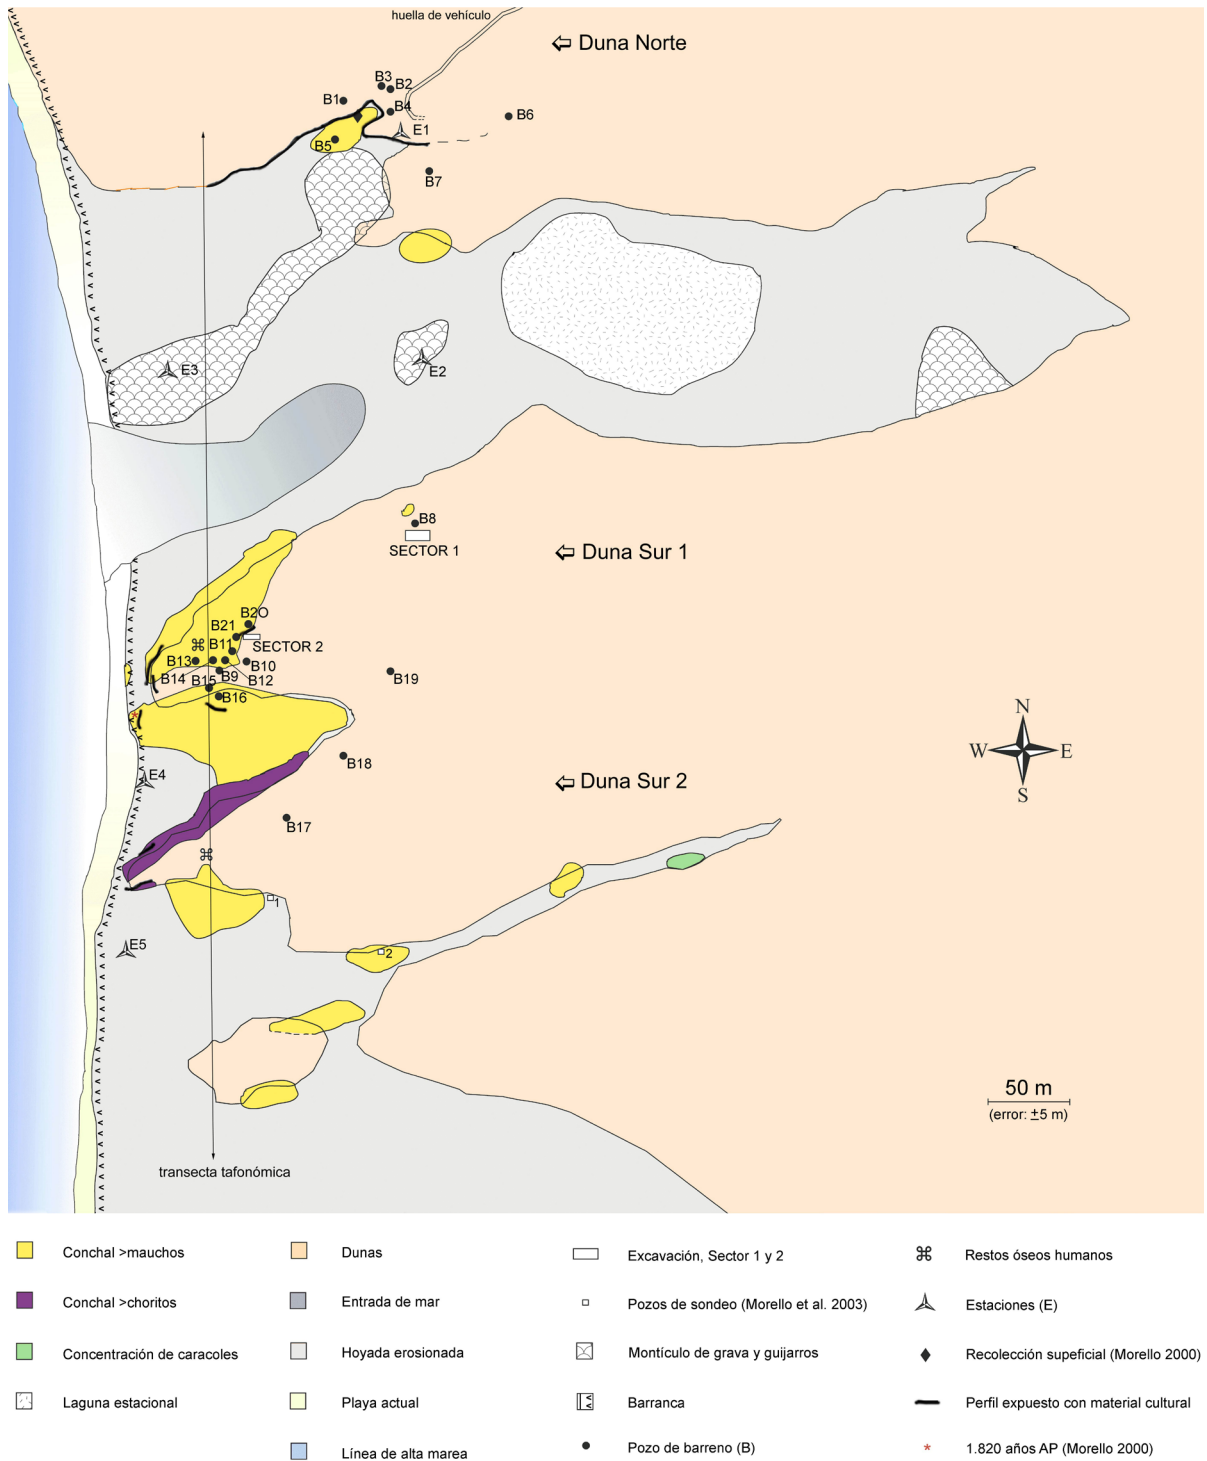 huella de vehículo
Duna Norte
B3
B2
B1
B4
B6
E1
B5
B7
E3
E2
B8
SECTOR 1
Duna Sur 1
B2O
B21
B11
SECTOR 2
B13
B10
B14
B9
B12
B15
B19
B16
N
W
E
S
E4
B18
Duna Sur 2
B17
1
E5
2
50 m
(error: ±5 m)
transecta tafonómica
Conchal >mauchos
Dunas
Excavación, Sector 1 y 2
Restos óseos humanos
Conchal >choritos
Entrada de mar
Pozos de sondeo (Morello et al. 2003)
Estaciones (E)
Concentración de caracoles
Hoyada erosionada
Montículo de grava y guijarros
Recolección supeficial (Morello 2000)
Laguna estacional
Playa actual
Barranca
Perfil expuesto con material cultural
Línea de alta marea
Pozo de barreno (B)
* 1.820 años AP (Morello 2000)